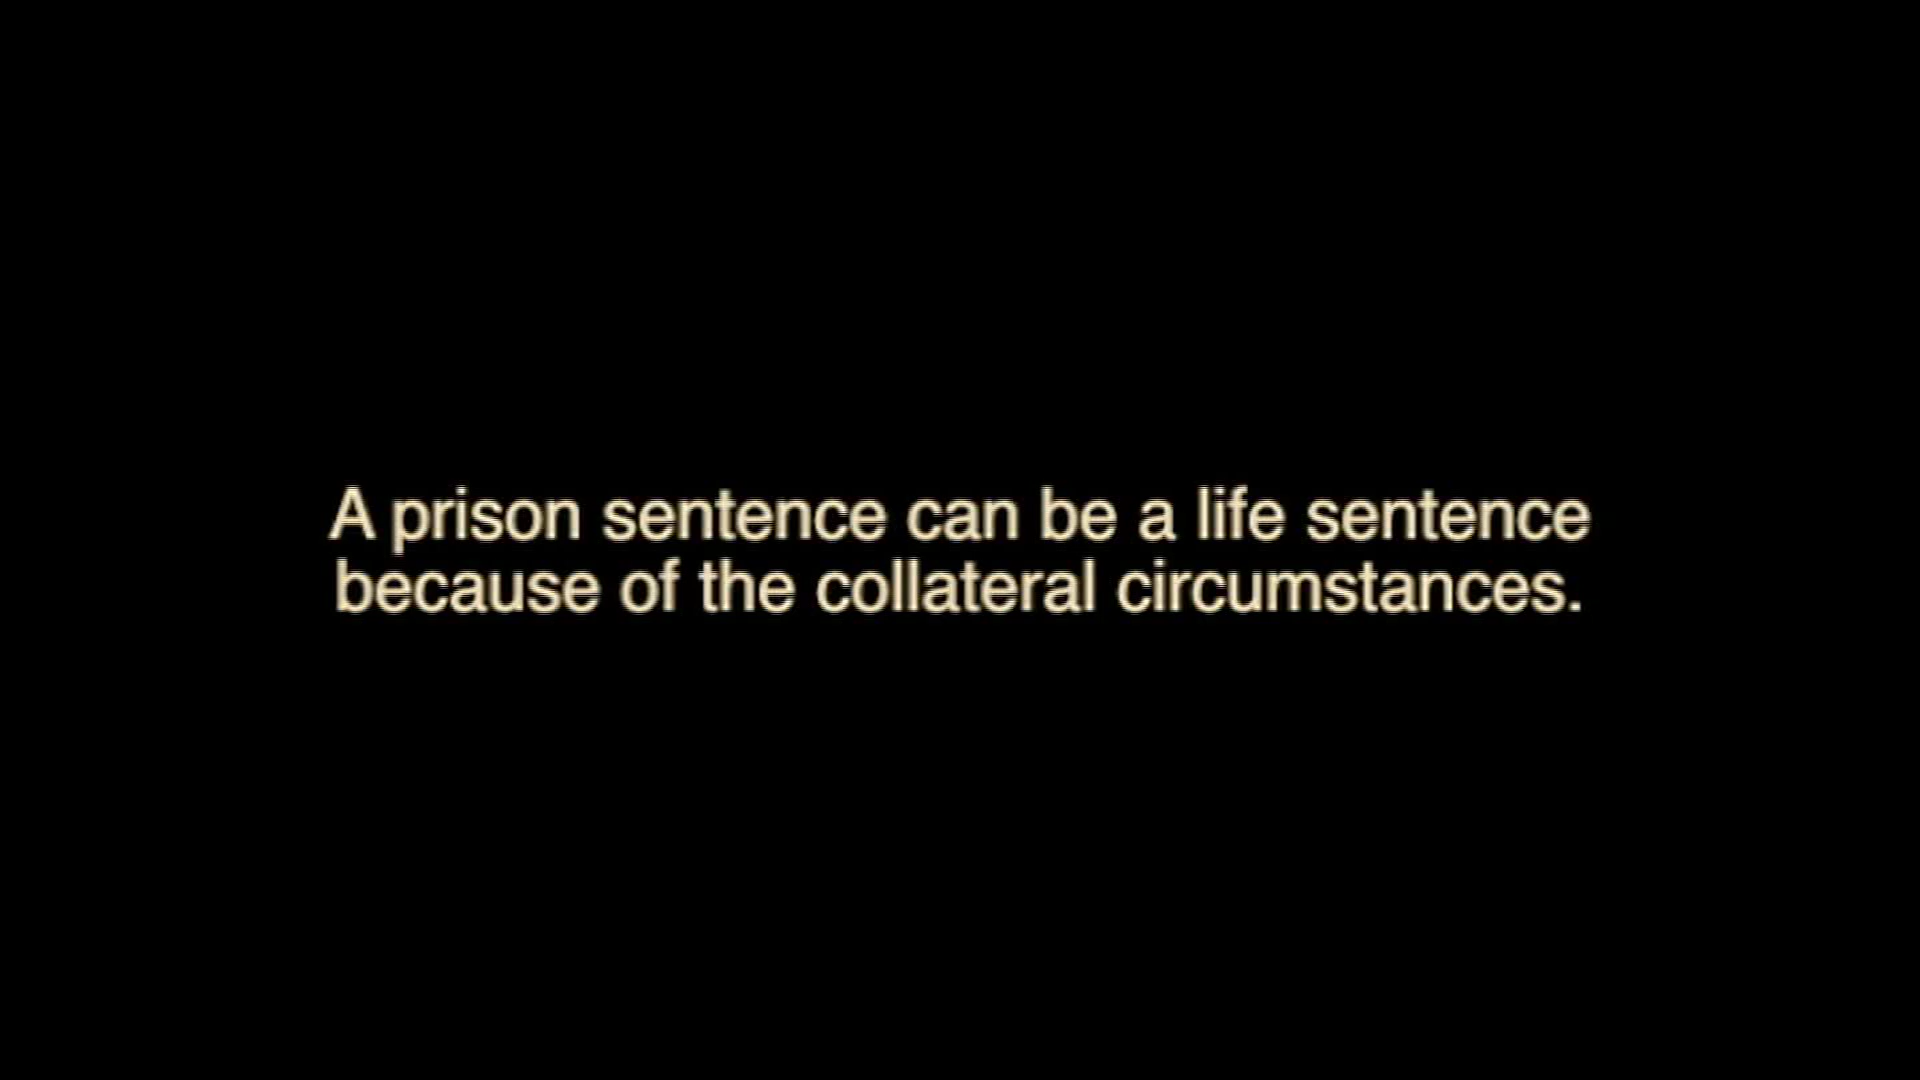 A prison sentence can be a life sentence
because of the collateral circumstances.